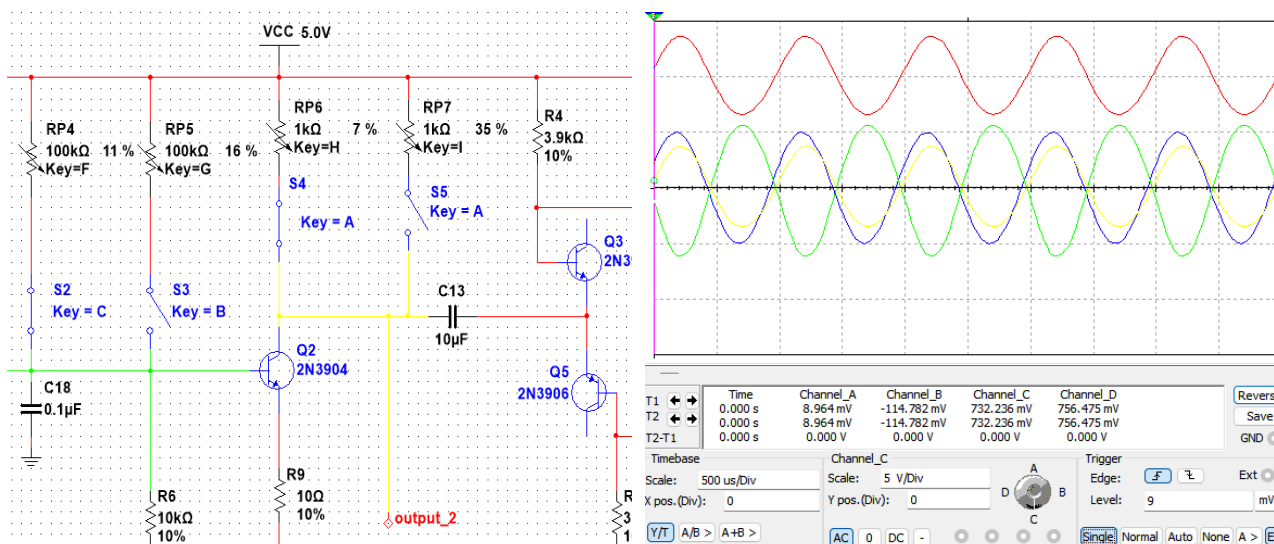 VCC 5.0V
RP4
100kΩ 11 %
Key=F
RP5
100kΩ 16 %
Key=G
RP6
1kΩ 7 %
Key=H
RP7
1kΩ 35 %
Key=I
R4
3.9kΩ
10%
S4
Key = A
S5
Key = A
Q3
2N3
S2
Key = C
S3
Key = B
C13
10µF
Q2
2N3904
Q5
2N3906
C18
0.1µF
R6
10kΩ
10%
R9
10Ω
10%
output_2
R
3
1
Time Channel_A Channel_B Channel_C Channel_D
T1 0.000 s 8.964 mV -114.782 mV 732.236 mV 756.475 mV
T2 0.000 s 8.964 mV -114.782 mV 732.236 mV 756.475 mV
T2-T1 0.000 s 0.000 V 0.000 V 0.000 V 0.000 V
Revers
Save
GND
Timebase
Scale: 500 us/Div
X pos.(Div): 0
Y/T A/B > A+B >
Channel_C
Scale: 5 V/Div
Y pos.(Div): 0
AC 0 DC -
A
D B
C
Trigger
Edge: Ext
Level: 9 mV
Single Normal Auto None A > E